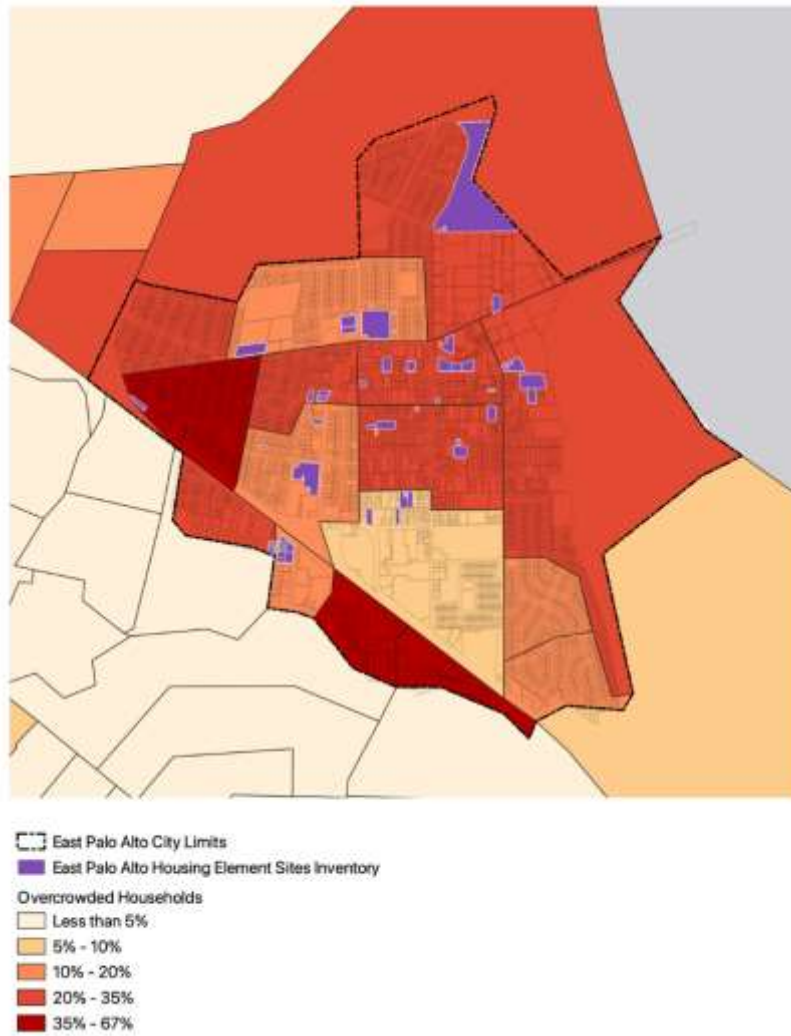 East Palo Alto City Limits
East Palo Alto Housing Element Sites Inventory
Overcrowded Households
Less than 5%
5% - 10%
10% - 20%
20% - 35%
35% - 67%